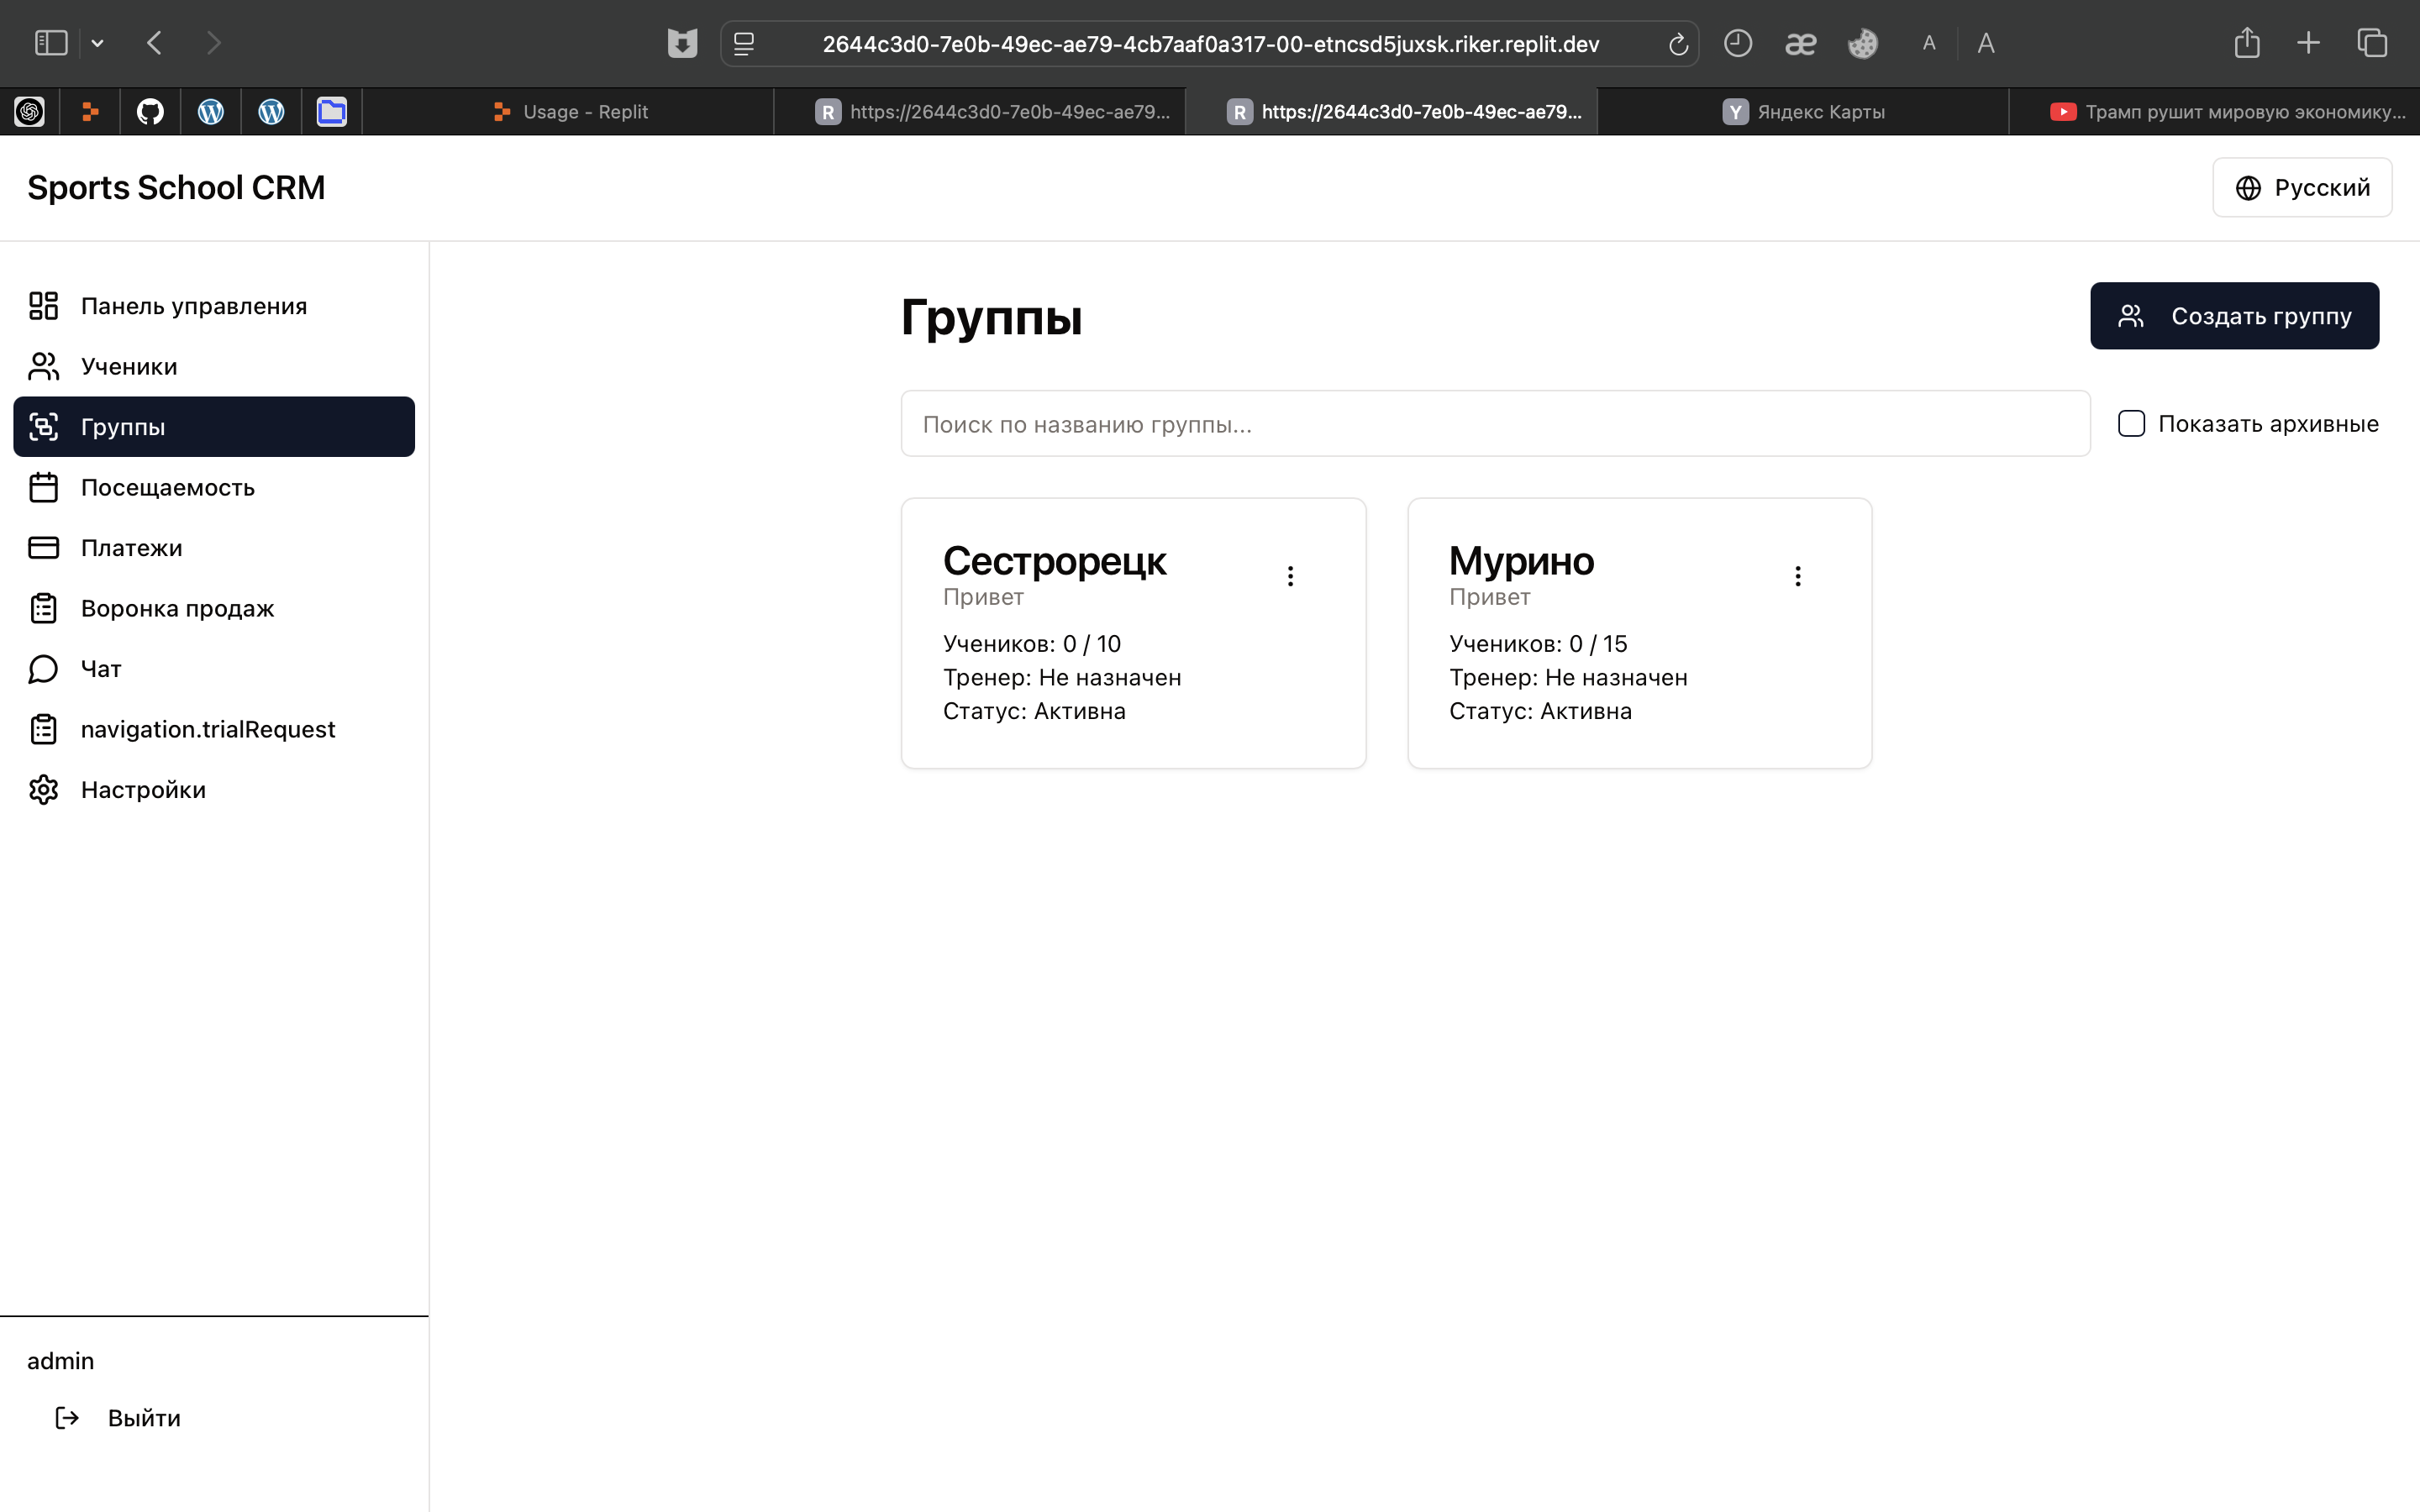 2644c3d0-7e0b-49ec-ae79-4cb7aaf0a317-00-etncsd5juxsk.riker.replit.dev
æ A A
Usage - Replit
R https://2644c3d0-7e0b-49ec-ae79...
R https://2644c3d0-7e0b-49ec-ae79...
Y Яндекс Карты
Трамп рушит мировую экономику...
Sports School CRM
Русский
Панель управления
Ученики
Группы
Посещаемость
Платежи
Воронка продаж
Чат
navigation.trialRequest
Настройки
admin
Выйти
Группы
Создать группу
Поиск по названию группы...
Показать архивные
Сестрорецк
Привет
Учеников: 0 / 10
Тренер: Не назначен
Статус: Активна
Мурино
Привет
Учеников: 0 / 15
Тренер: Не назначен
Статус: Активна